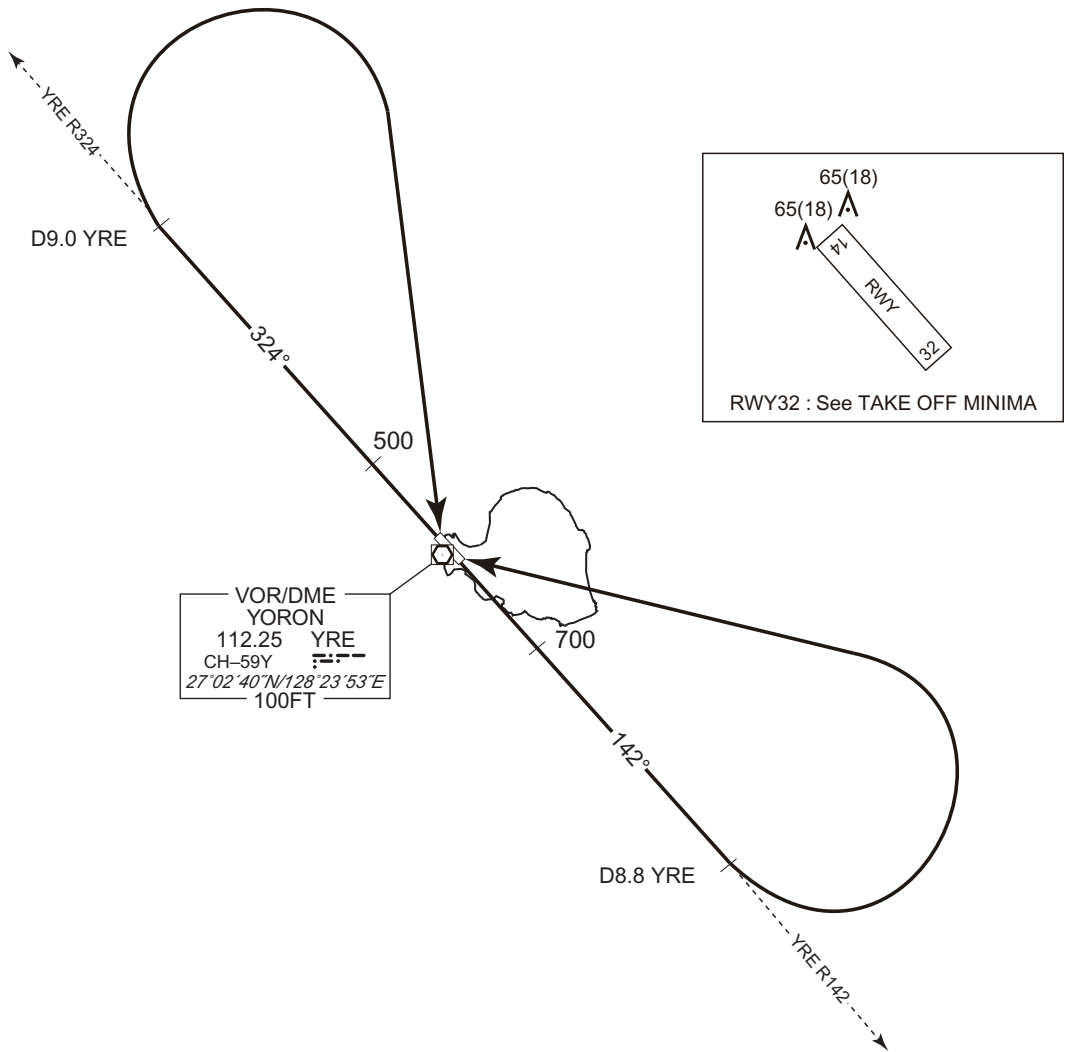 YRE R324
D9.0 YRE
324°
500
65(18)
65(18)
14
RWY
32
RWY32 : See TAKE OFF MINIMA
VOR/DME
YORON
112.25 YRE
CH–59Y
27°02´40˝N/128°23´53˝E
100FT
700
142°
D8.8 YRE
YRE R142